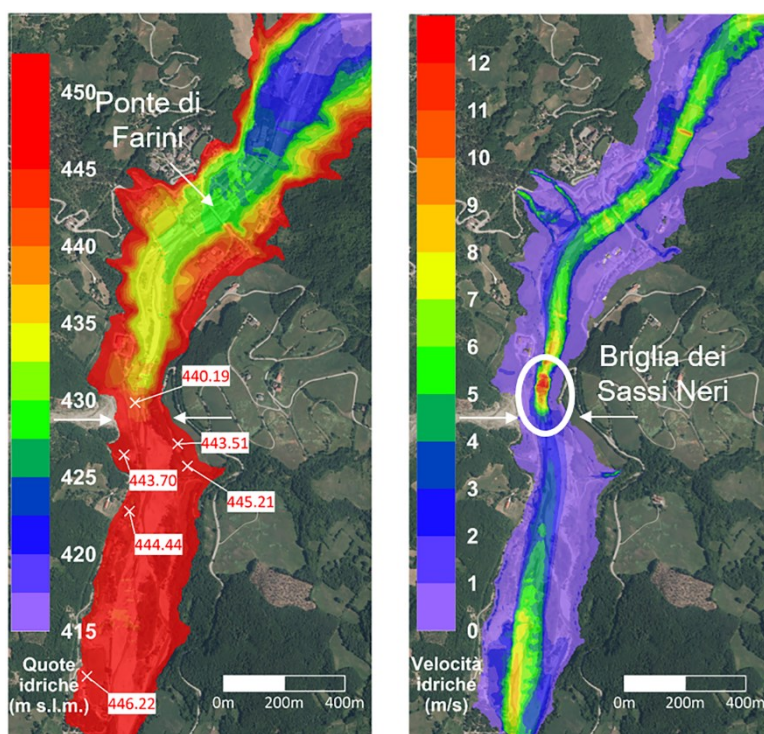 450
Ponte di
Farini
445
440
435
440.19
430
443.51
425
443.70
445.21
444.44
420
415
Quote
idriche
(m s.l.m.)
446.22
0m 200m 400m
12
11
10
9
8
7
6
Briglia dei
Sassi Neri
5
4
3
2
1
0
Velocità
idriche
(m/s)
0m 200m 400m